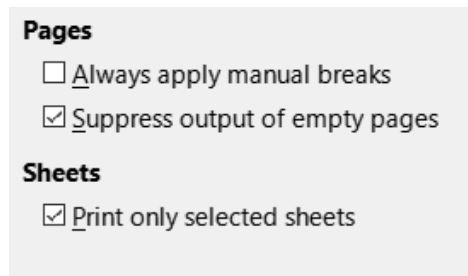 Pages
Always apply manual breaks
Suppress output of empty pages
Sheets
Print only selected sheets